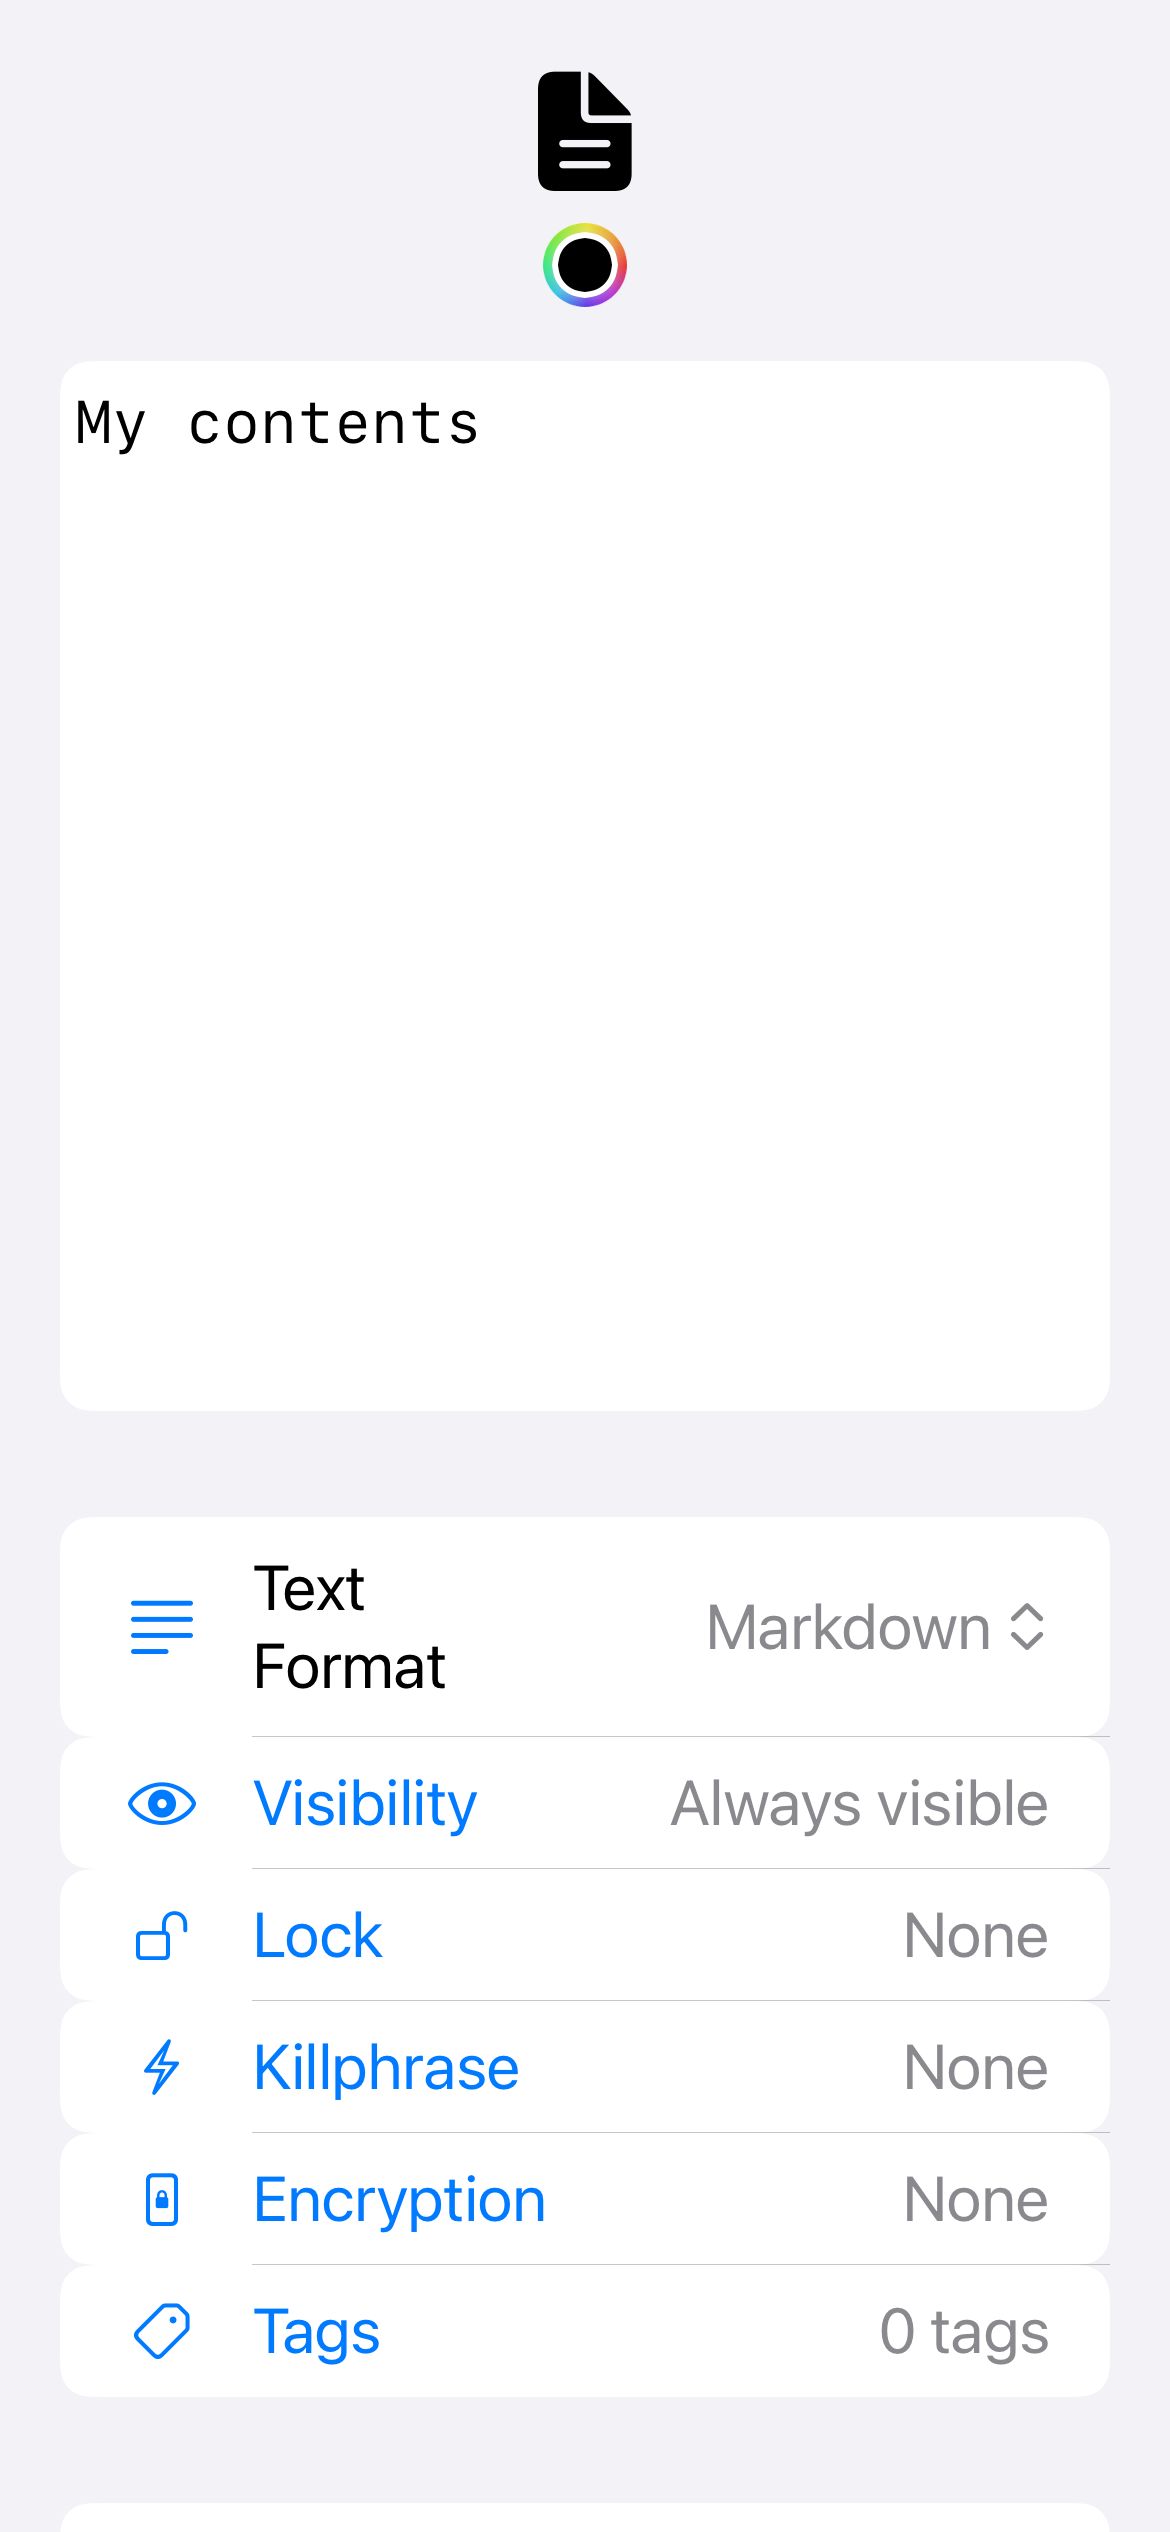 My contents
Text
Format
Markdown
Visibility
Always visible
Lock
None
Killphrase
None
Encryption
None
Tags
0 tags